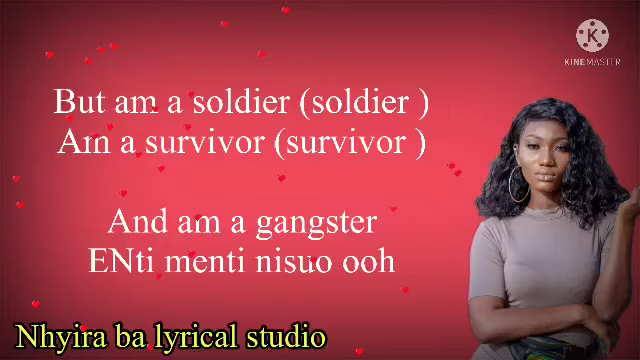 KINEMASTER
But am a soldier (soldier )
Am a survivor (survivor )
And am a gangster
ENti menti nisuo ooh
Nhyira ba lyrical studio